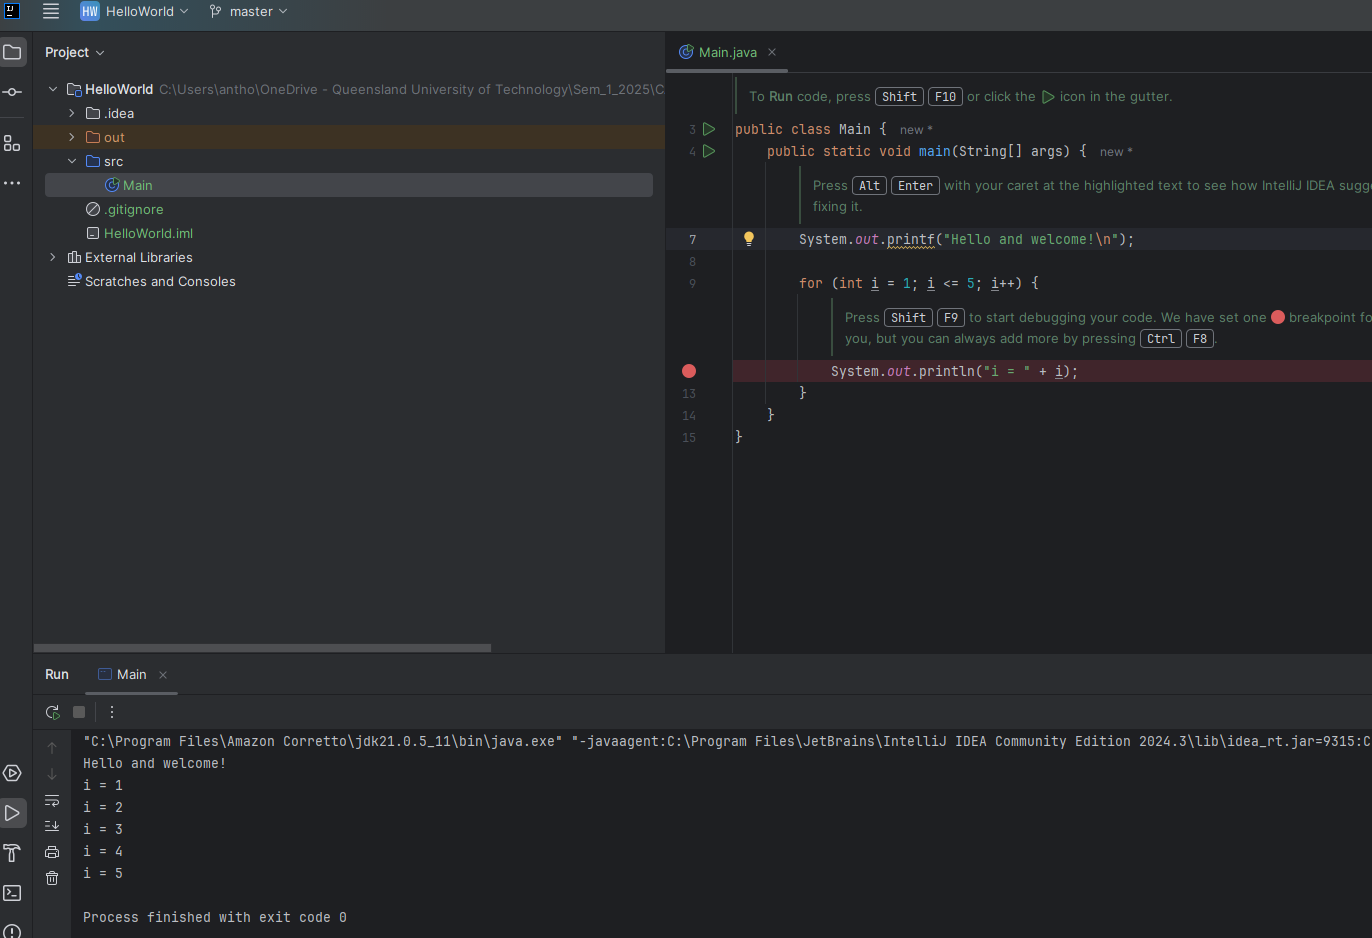 HW HelloWorld master
Project
HelloWorld C:\Users\antho\OneDrive - Queensland University of Technology\Sem_1_2025\C
.idea
out
src
Main
.gitignore
HelloWorld.iml
External Libraries
Scratches and Consoles
Main.java
To Run code, press Shift F10 or click the icon in the gutter.
3 public class Main { new *
4 public static void main(String[] args) { new *
Press Alt Enter with your caret at the highlighted text to see how IntelliJ IDEA sugge
fixing it.
7 System.out.printf("Hello and welcome!\n");
8
9 for (int i = 1; i <= 5; i++) {
Press Shift F9 to start debugging your code. We have set one breakpoint fo
you, but you can always add more by pressing Ctrl F8.
System.out.println("i = " + i);
13 }
14 }
15 }
Run Main
"C:\Program Files\Amazon Corretto\jdk21.0.5_11\bin\java.exe" "-javaagent:C:\Program Files\JetBrains\IntelliJ IDEA Community Edition 2024.3\lib\idea_rt.jar=9315:C
Hello and welcome!
i = 1
i = 2
i = 3
i = 4
i = 5
Process finished with exit code 0